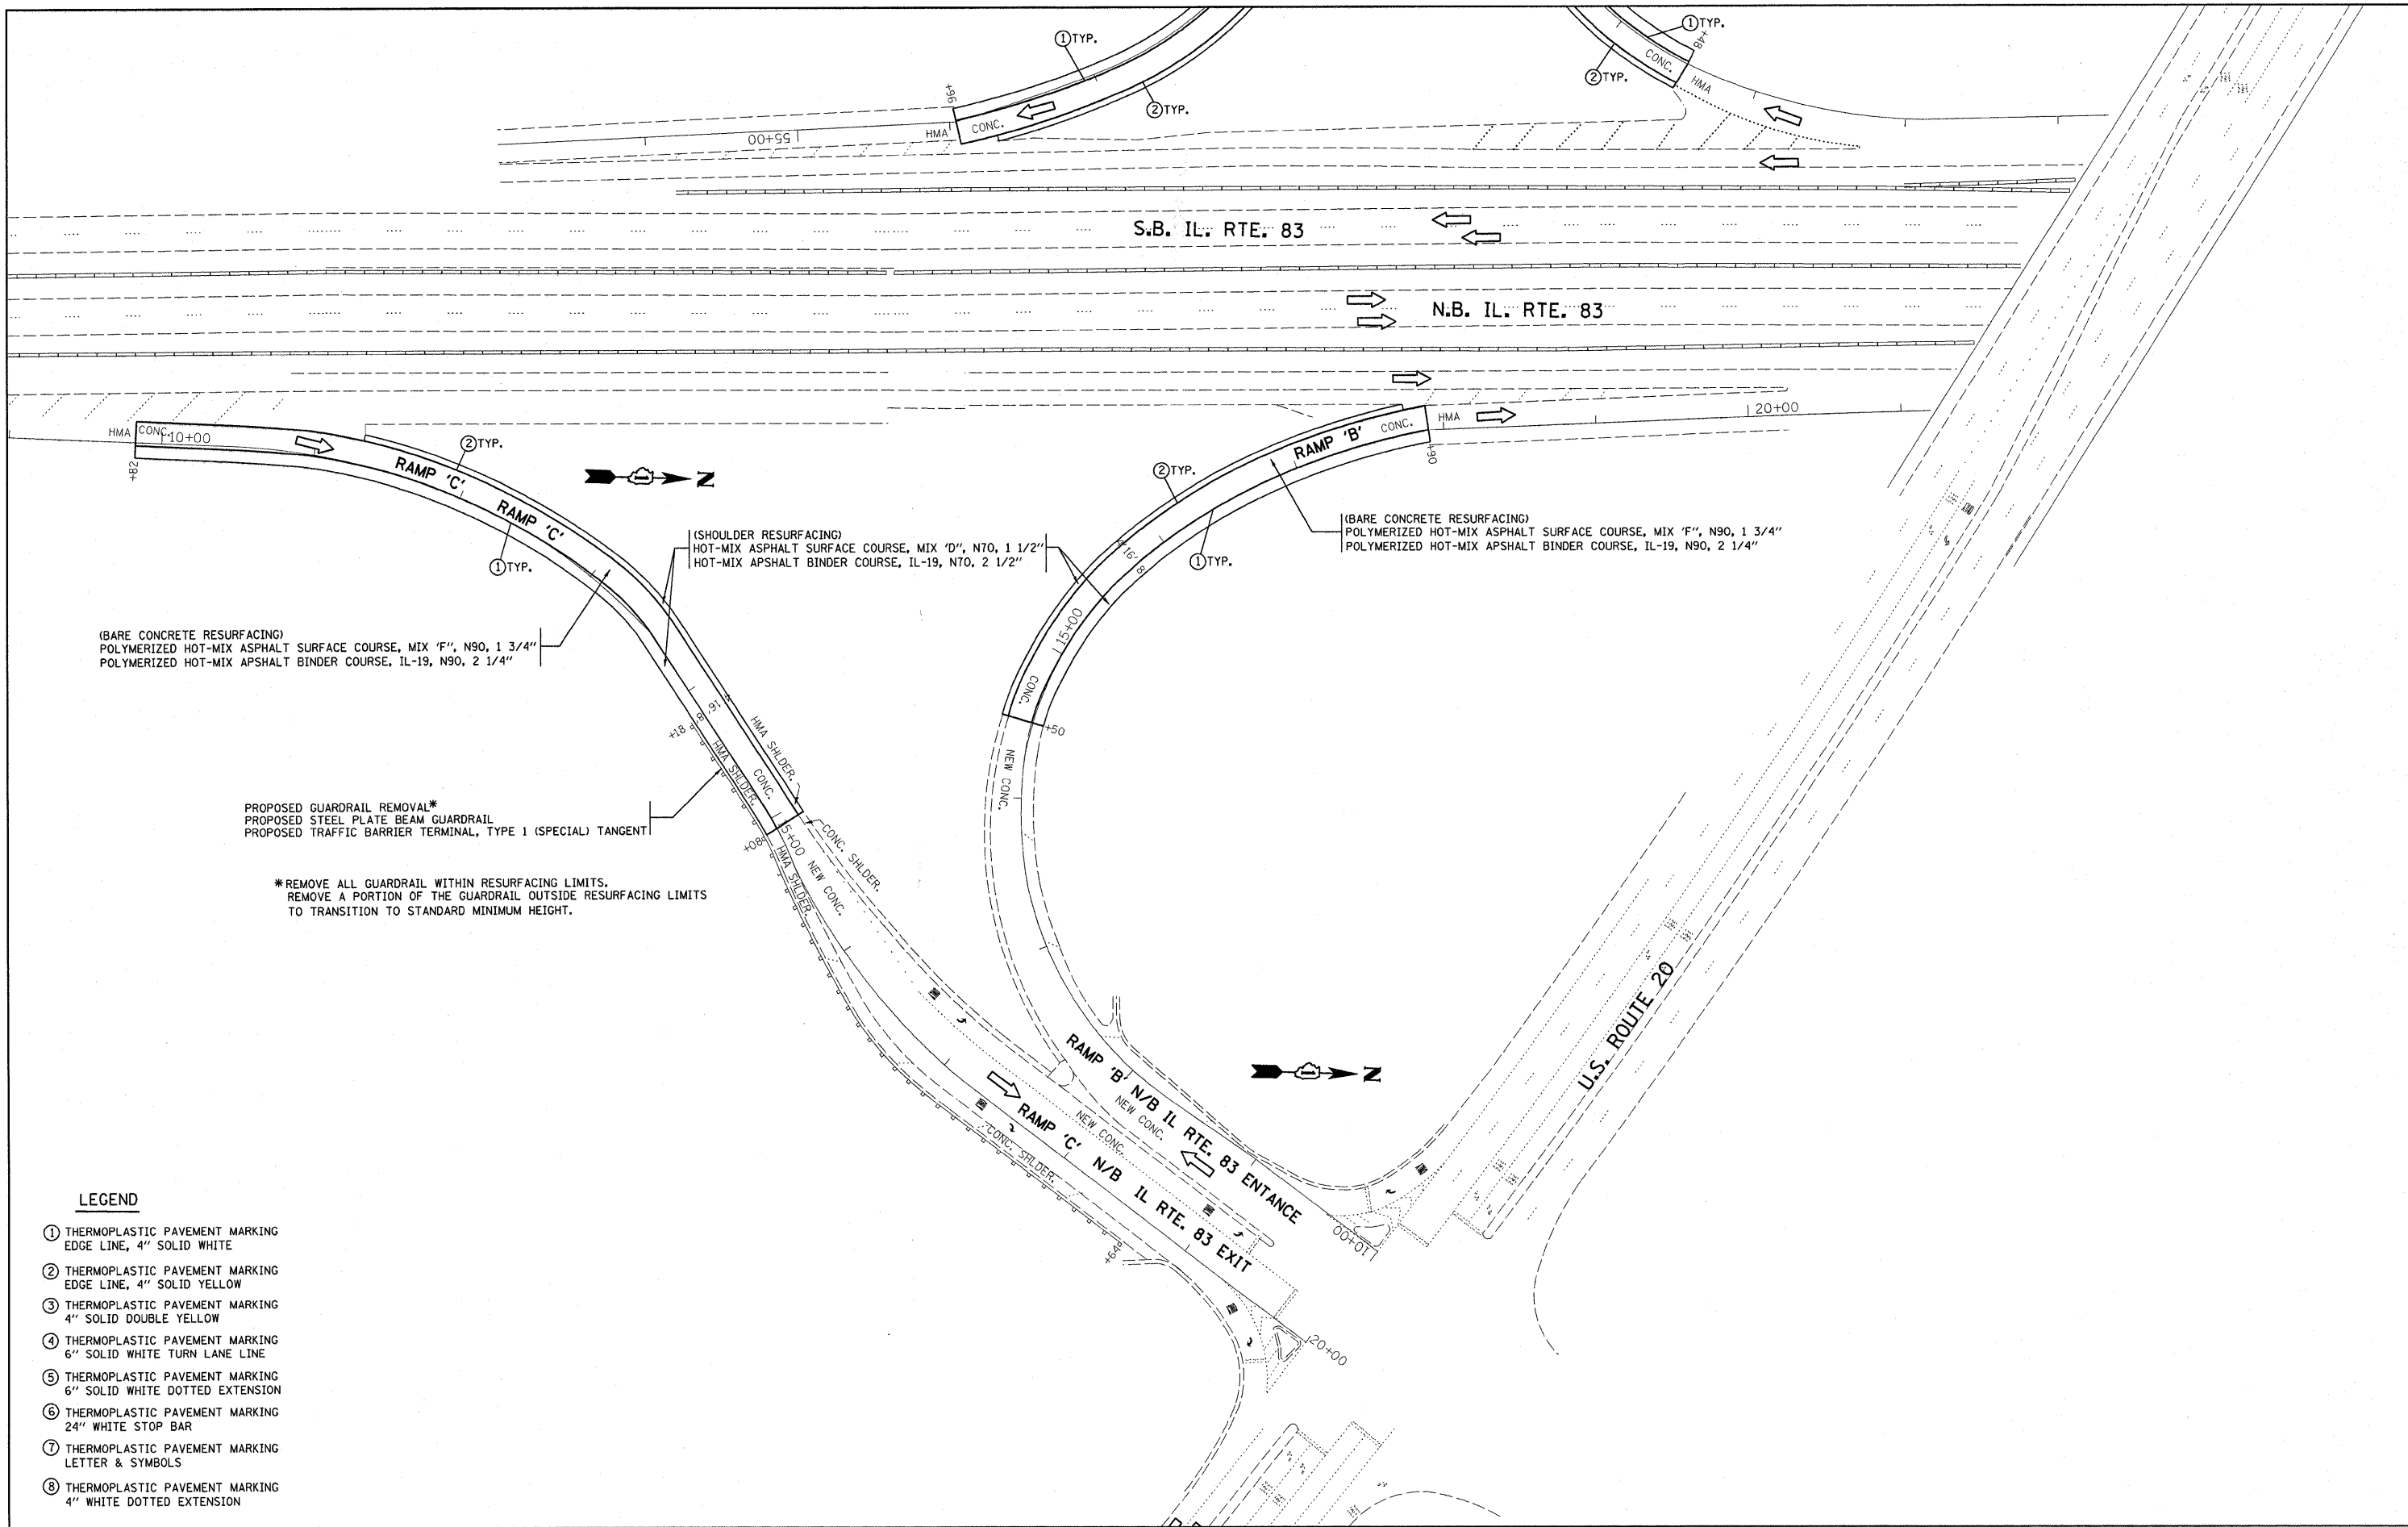 ①TYP.
①TYP.
+48
CONC.
②TYP.
HMA
+96
②TYP.
HMA
CONC.
55+00
S.B. IL. RTE. 83
N.B. IL. RTE. 83
HMA
CONC.
10+00
+82
②TYP.
RAMP 'C'
RAMP 'C'
①TYP.
N
20+00
HMA
CONC.
RAMP 'B'
+90
②TYP.
①TYP.
16'
8'
15+00
CONC.
+50
NEW CONC.
(SHOULDER RESURFACING)
HOT-MIX ASPHALT SURFACE COURSE, MIX 'D", N70, 1 1/2"
HOT-MIX APSHALT BINDER COURSE, IL-19, N70, 2 1/2"
(BARE CONCRETE RESURFACING)
POLYMERIZED HOT-MIX ASPHALT SURFACE COURSE, MIX 'F", N90, 1 3/4"
POLYMERIZED HOT-MIX APSHALT BINDER COURSE, IL-19, N90, 2 1/4"
(BARE CONCRETE RESURFACING)
POLYMERIZED HOT-MIX ASPHALT SURFACE COURSE, MIX 'F", N90, 1 3/4"
POLYMERIZED HOT-MIX APSHALT BINDER COURSE, IL-19, N90, 2 1/4"
16'
8'
+18
HMA SHLDER.
HMA SHLDER.
CONC.
PROPOSED GUARDRAIL REMOVAL*
PROPOSED STEEL PLATE BEAM GUARDRAIL
PROPOSED TRAFFIC BARRIER TERMINAL, TYPE 1 (SPECIAL) TANGENT
+08
15+00
NEW CONC.
CONC. SHLDER.
HMA SHLDER.
*REMOVE ALL GUARDRAIL WITHIN RESURFACING LIMITS.
REMOVE A PORTION OF THE GUARDRAIL OUTSIDE RESURFACING LIMITS
TO TRANSITION TO STANDARD MINIMUM HEIGHT.
U.S. ROUTE 20
N
RAMP 'B' N/B IL RTE. 83 ENTANCE
NEW CONC.
NEW CONC.
RAMP 'C' N/B IL RTE. 83 EXIT
CONC. SHLDER.
10+00
+64
20+00
LEGEND
① THERMOPLASTIC PAVEMENT MARKING
EDGE LINE, 4" SOLID WHITE
② THERMOPLASTIC PAVEMENT MARKING
EDGE LINE, 4" SOLID YELLOW
③ THERMOPLASTIC PAVEMENT MARKING
4" SOLID DOUBLE YELLOW
④ THERMOPLASTIC PAVEMENT MARKING
6" SOLID WHITE TURN LANE LINE
⑤ THERMOPLASTIC PAVEMENT MARKING
6" SOLID WHITE DOTTED EXTENSION
⑥ THERMOPLASTIC PAVEMENT MARKING
24" WHITE STOP BAR
⑦ THERMOPLASTIC PAVEMENT MARKING
LETTER & SYMBOLS
⑧ THERMOPLASTIC PAVEMENT MARKING
4" WHITE DOTTED EXTENSION